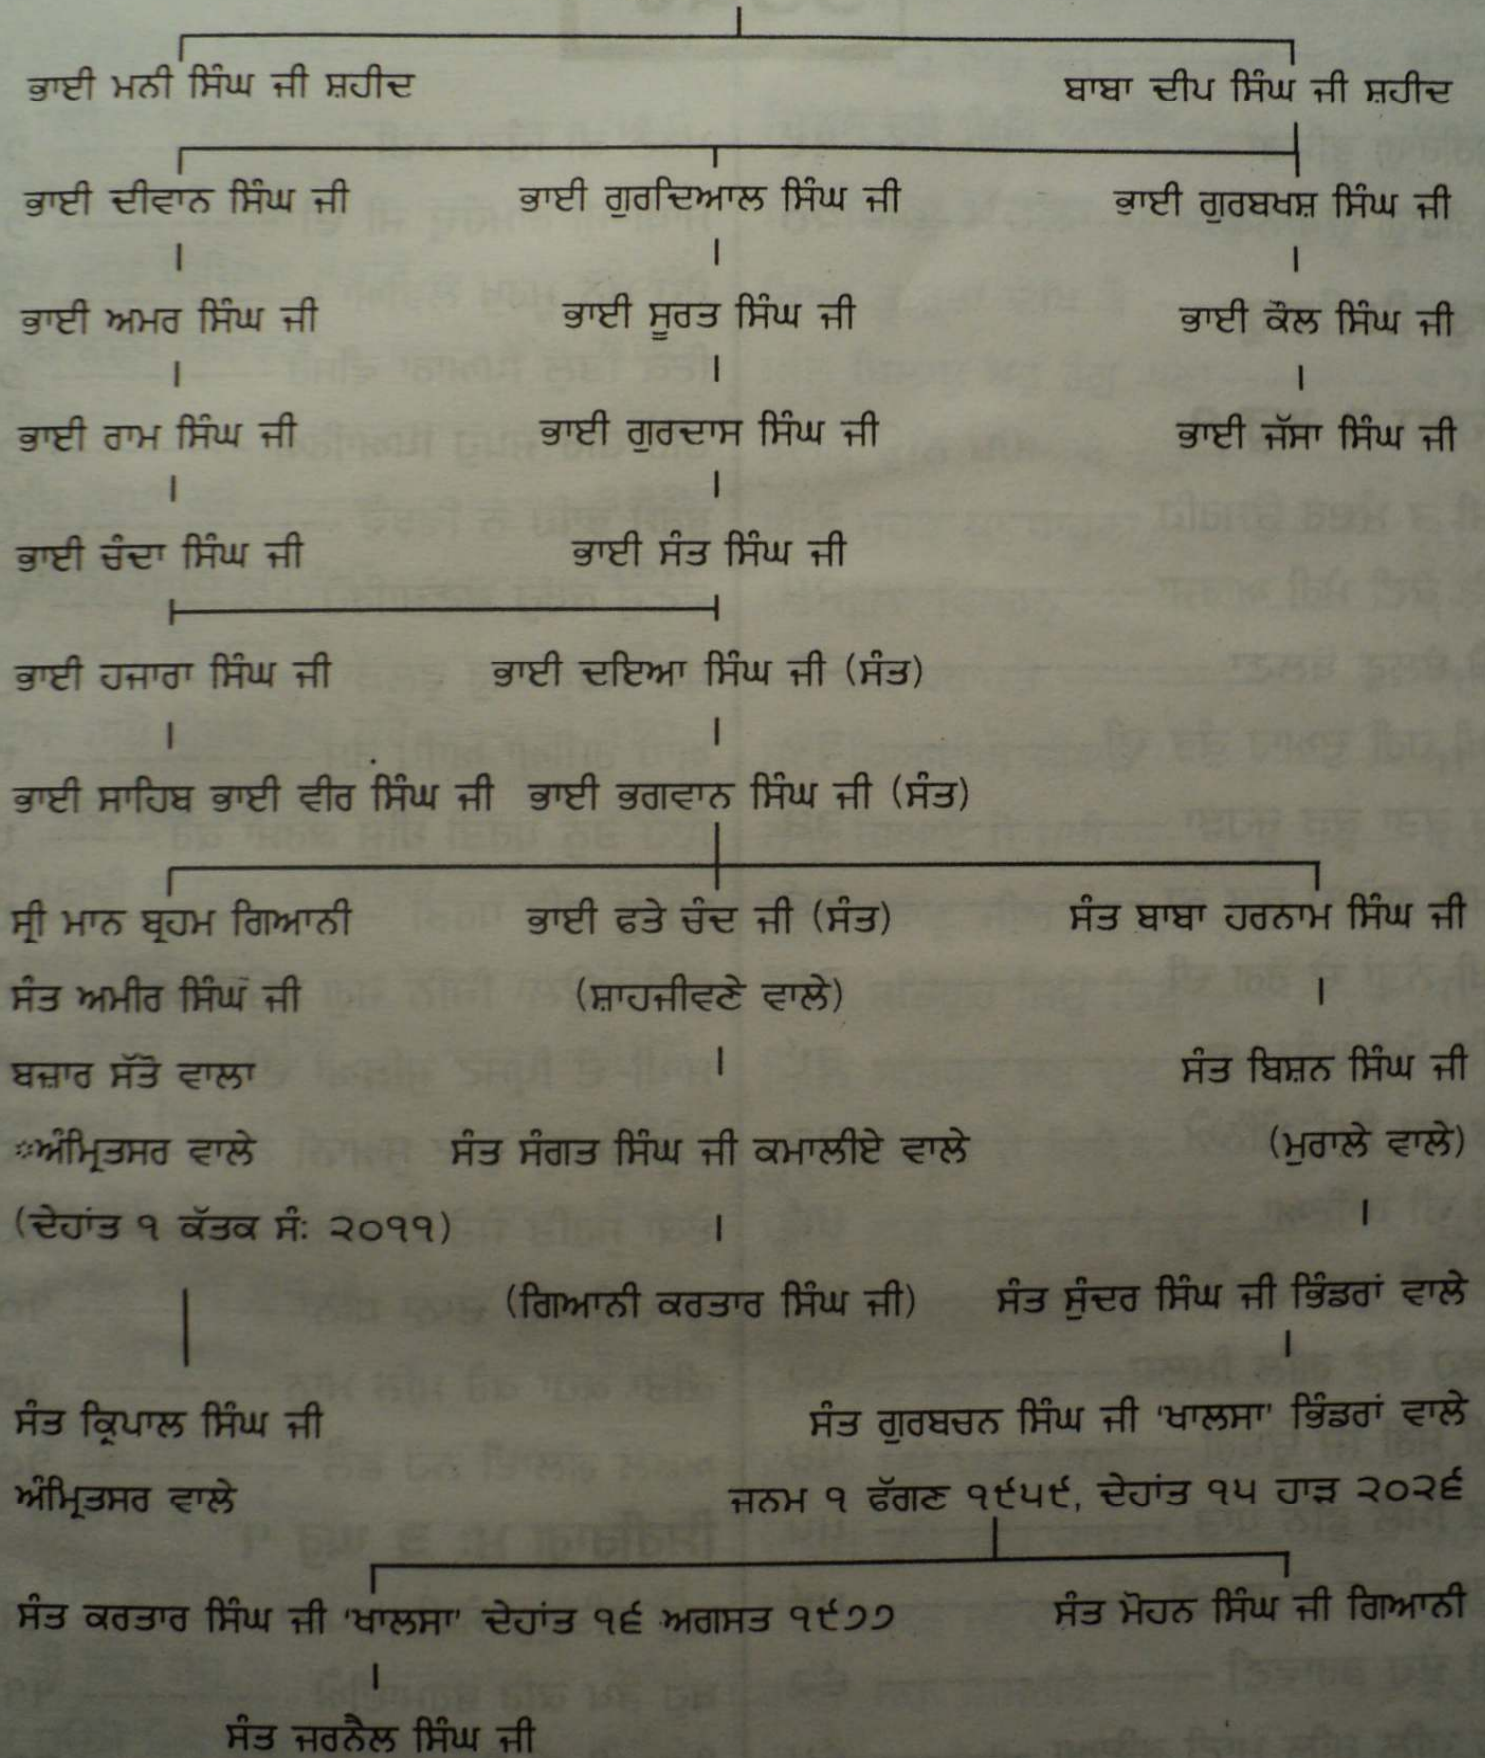 ਭਾਈ ਮਨੀ ਸਿੰਘ ਜੀ ਸ਼ਹੀਦ ਬਾਬਾ ਦੀਪ ਸਿੰਘ ਜੀ ਸ਼ਹੀਦ
ਭਾਈ ਦੀਵਾਨ ਸਿੰਘ ਜੀ ਭਾਈ ਗੁਰਦਿਆਲ ਸਿੰਘ ਜੀ ਭਾਈ ਗੁਰਬਖਸ਼ ਸਿੰਘ ਜੀ
ਭਾਈ ਅਮਰ ਸਿੰਘ ਜੀ ਭਾਈ ਸੂਰਤ ਸਿੰਘ ਜੀ ਭਾਈ ਕੌਲ ਸਿੰਘ ਜੀ
ਭਾਈ ਰਾਮ ਸਿੰਘ ਜੀ ਭਾਈ ਗੁਰਦਾਸ ਸਿੰਘ ਜੀ ਭਾਈ ਜੱਸਾ ਸਿੰਘ ਜੀ
ਭਾਈ ਚੰਦਾ ਸਿੰਘ ਜੀ ਭਾਈ ਸੰਤ ਸਿੰਘ ਜੀ
ਭਾਈ ਹਜਾਰਾ ਸਿੰਘ ਜੀ ਭਾਈ ਦਇਆ ਸਿੰਘ ਜੀ (ਸੰਤ)
ਭਾਈ ਸਾਹਿਬ ਭਾਈ ਵੀਰ ਸਿੰਘ ਜੀ ਭਾਈ ਭਗਵਾਨ ਸਿੰਘ ਜੀ (ਸੰਤ)
ਸ੍ਰੀ ਮਾਨ ਬ੍ਰਹਮ ਗਿਆਨੀ ਭਾਈ ਫਤੇ ਚੰਦ ਜੀ (ਸੰਤ) ਸੰਤ ਬਾਬਾ ਹਰਨਾਮ ਸਿੰਘ ਜੀ
ਸੰਤ ਅਮੀਰ ਸਿੰਘ ਜੀ (ਸ਼ਾਹਜੀਵਣੇ ਵਾਲੇ)
ਬਜ਼ਾਰ ਸੱਤੋ ਵਾਲਾ ਸੰਤ ਬਿਸ਼ਨ ਸਿੰਘ ਜੀ
ਅੰਮ੍ਰਿਤਸਰ ਵਾਲੇ ਸੰਤ ਸੰਗਤ ਸਿੰਘ ਜੀ ਕਮਾਲੀਏ ਵਾਲੇ (ਮੁਰਾਲੇ ਵਾਲੇ)
(ਦੇਹਾਂਤ ੧ ਕੱਤਕ ਸੰ: ੨੦੧੧)
(ਗਿਆਨੀ ਕਰਤਾਰ ਸਿੰਘ ਜੀ) ਸੰਤ ਸੁੰਦਰ ਸਿੰਘ ਜੀ ਭਿੰਡਰਾਂ ਵਾਲੇ
ਸੰਤ ਕ੍ਰਿਪਾਲ ਸਿੰਘ ਜੀ ਸੰਤ ਗੁਰਬਚਨ ਸਿੰਘ ਜੀ 'ਖਾਲਸਾ' ਭਿੰਡਰਾਂ ਵਾਲੇ
ਅੰਮ੍ਰਿਤਸਰ ਵਾਲੇ ਜਨਮ ੧ ਫੱਗਣ ੧੯੫੯, ਦੇਹਾਂਤ ੧੫ ਹਾੜ ੨੦੨੬
ਸੰਤ ਕਰਤਾਰ ਸਿੰਘ ਜੀ 'ਖਾਲਸਾ' ਦੇਹਾਂਤ ੧੬ ਅਗਸਤ ੧੯੭੭ ਸੰਤ ਮੋਹਨ ਸਿੰਘ ਜੀ ਗਿਆਨੀ
ਸੰਤ ਜਰਨੈਲ ਸਿੰਘ ਜੀ